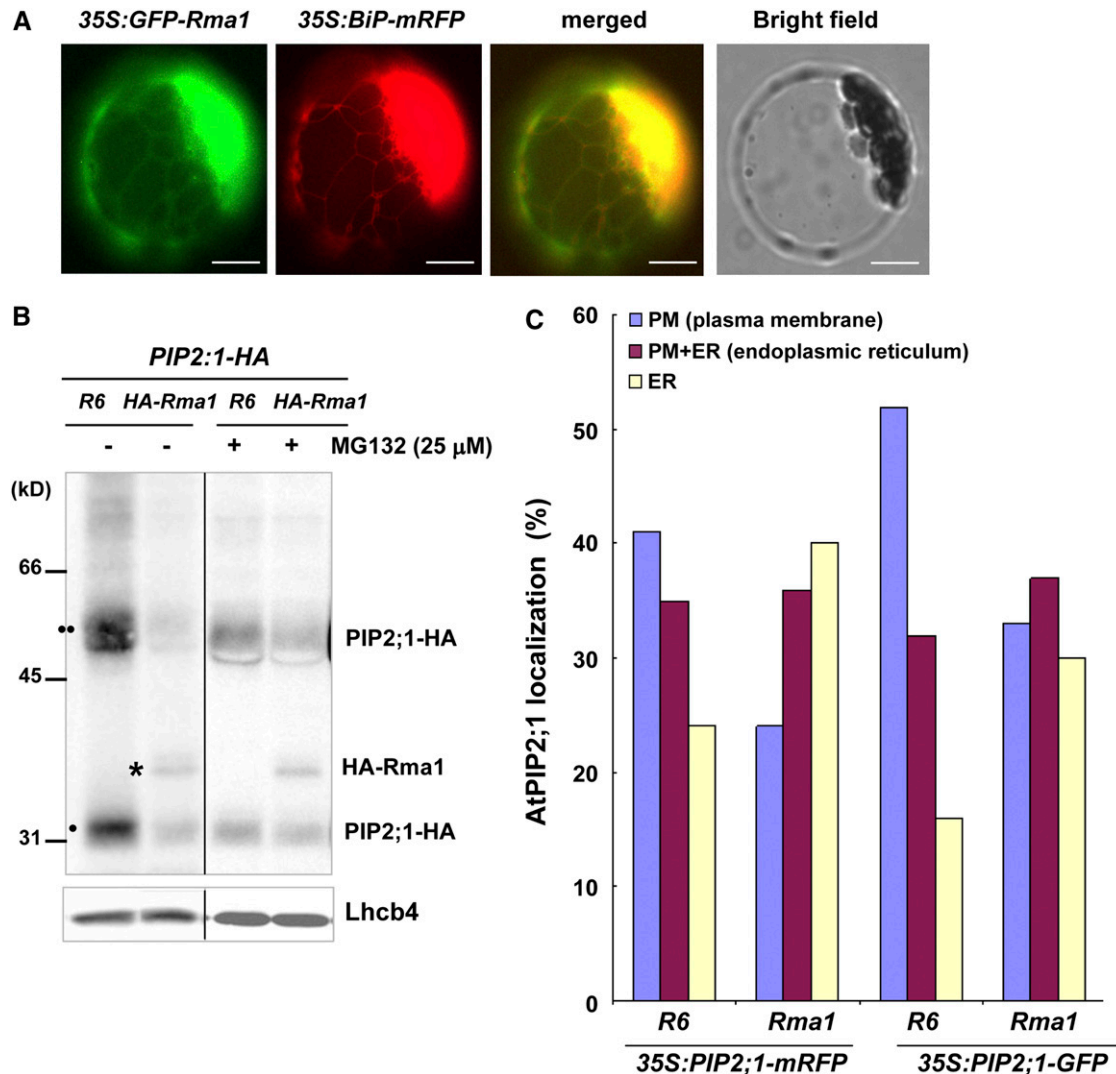 A
35S:GFP-Rma1 35S:BiP-mRFP merged Bright field
B
PIP2:1-HA
R6 HA-Rma1 R6 HA-Rma1
- - + + MG132 (25 μM)
(kD)
66
•• PIP2;1-HA
45
* HA-Rma1
• PIP2;1-HA
31
Lhcb4
C
60
50
40
30
20
10
0
AtPIP2;1 localization (%)
PM (plasma membrane)
PM+ER (endoplasmic reticulum)
ER
R6 Rma1 R6 Rma1
35S:PIP2;1-mRFP 35S:PIP2;1-GFP